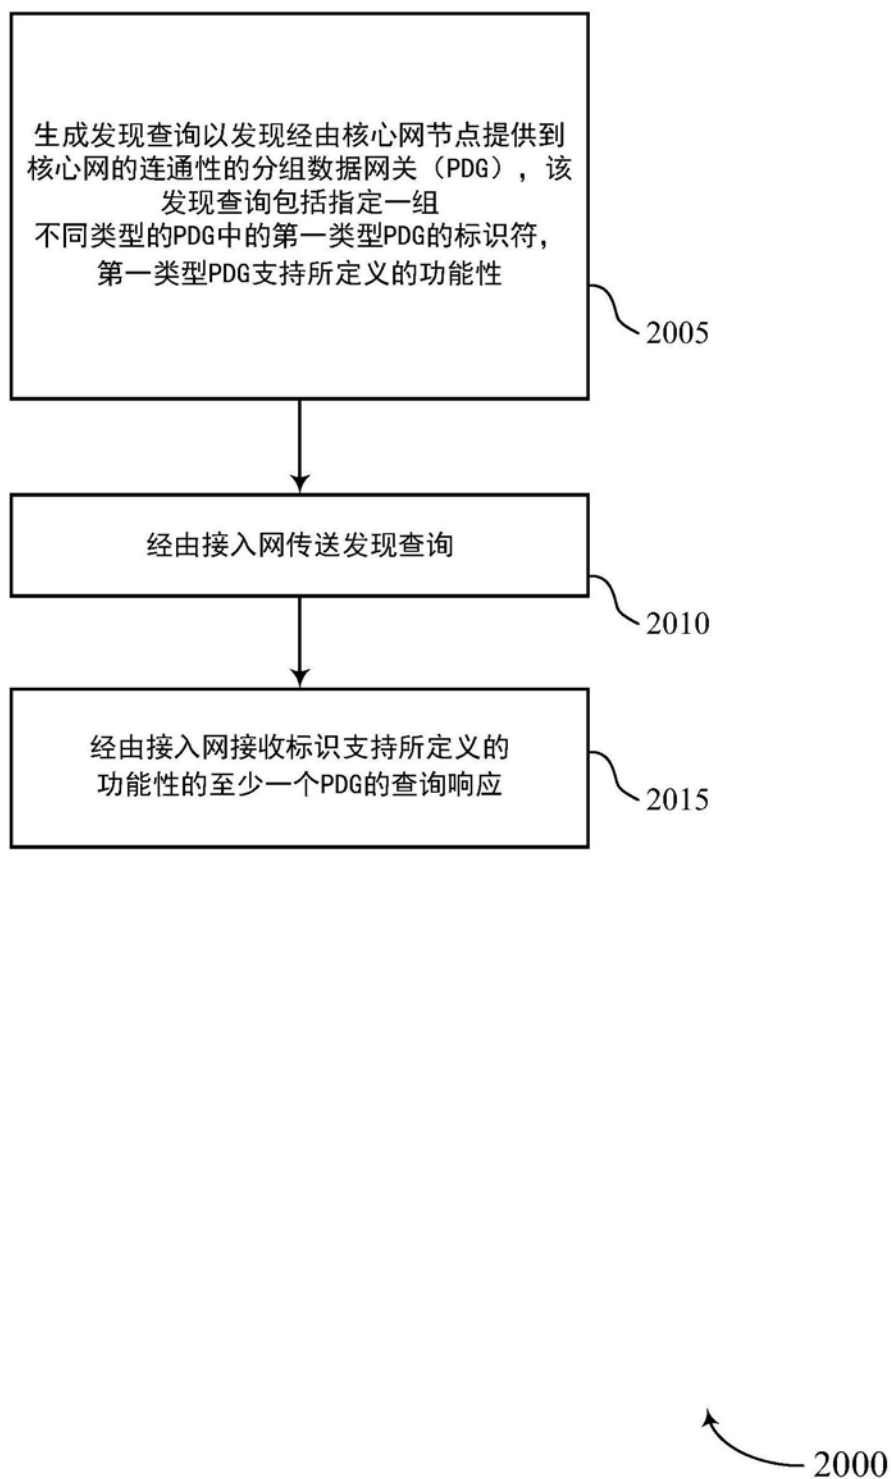 生成发现查询以发现经由核心网节点提供到
核心网的连通性的分组数据网关（PDG），该
发现查询包括指定一组
不同类型的PDG中的第一类型PDG的标识符，
第一类型PDG支持所定义的功能性
2005
经由接入网传送发现查询
2010
经由接入网接收标识支持所定义的
功能性的至少一个PDG的查询响应
2015
2000